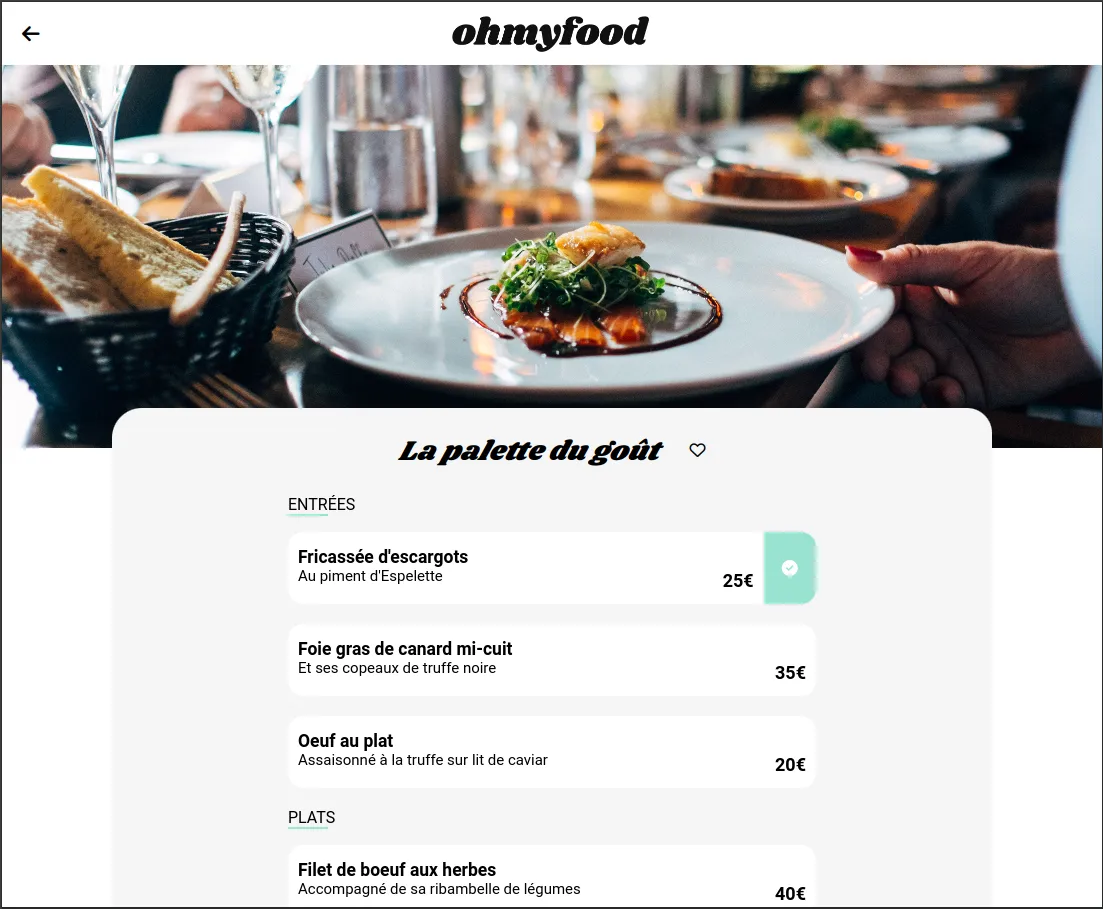 ohmyfood
La palette du goût
ENTRÉES
Fricassée d'escargots
Au piment d'Espelette
25€
Foie gras de canard mi-cuit
Et ses copeaux de truffe noire
35€
Oeuf au plat
Assaisonné à la truffe sur lit de caviar
20€
PLATS
Filet de boeuf aux herbes
Accompagné de sa ribambelle de légumes
40€